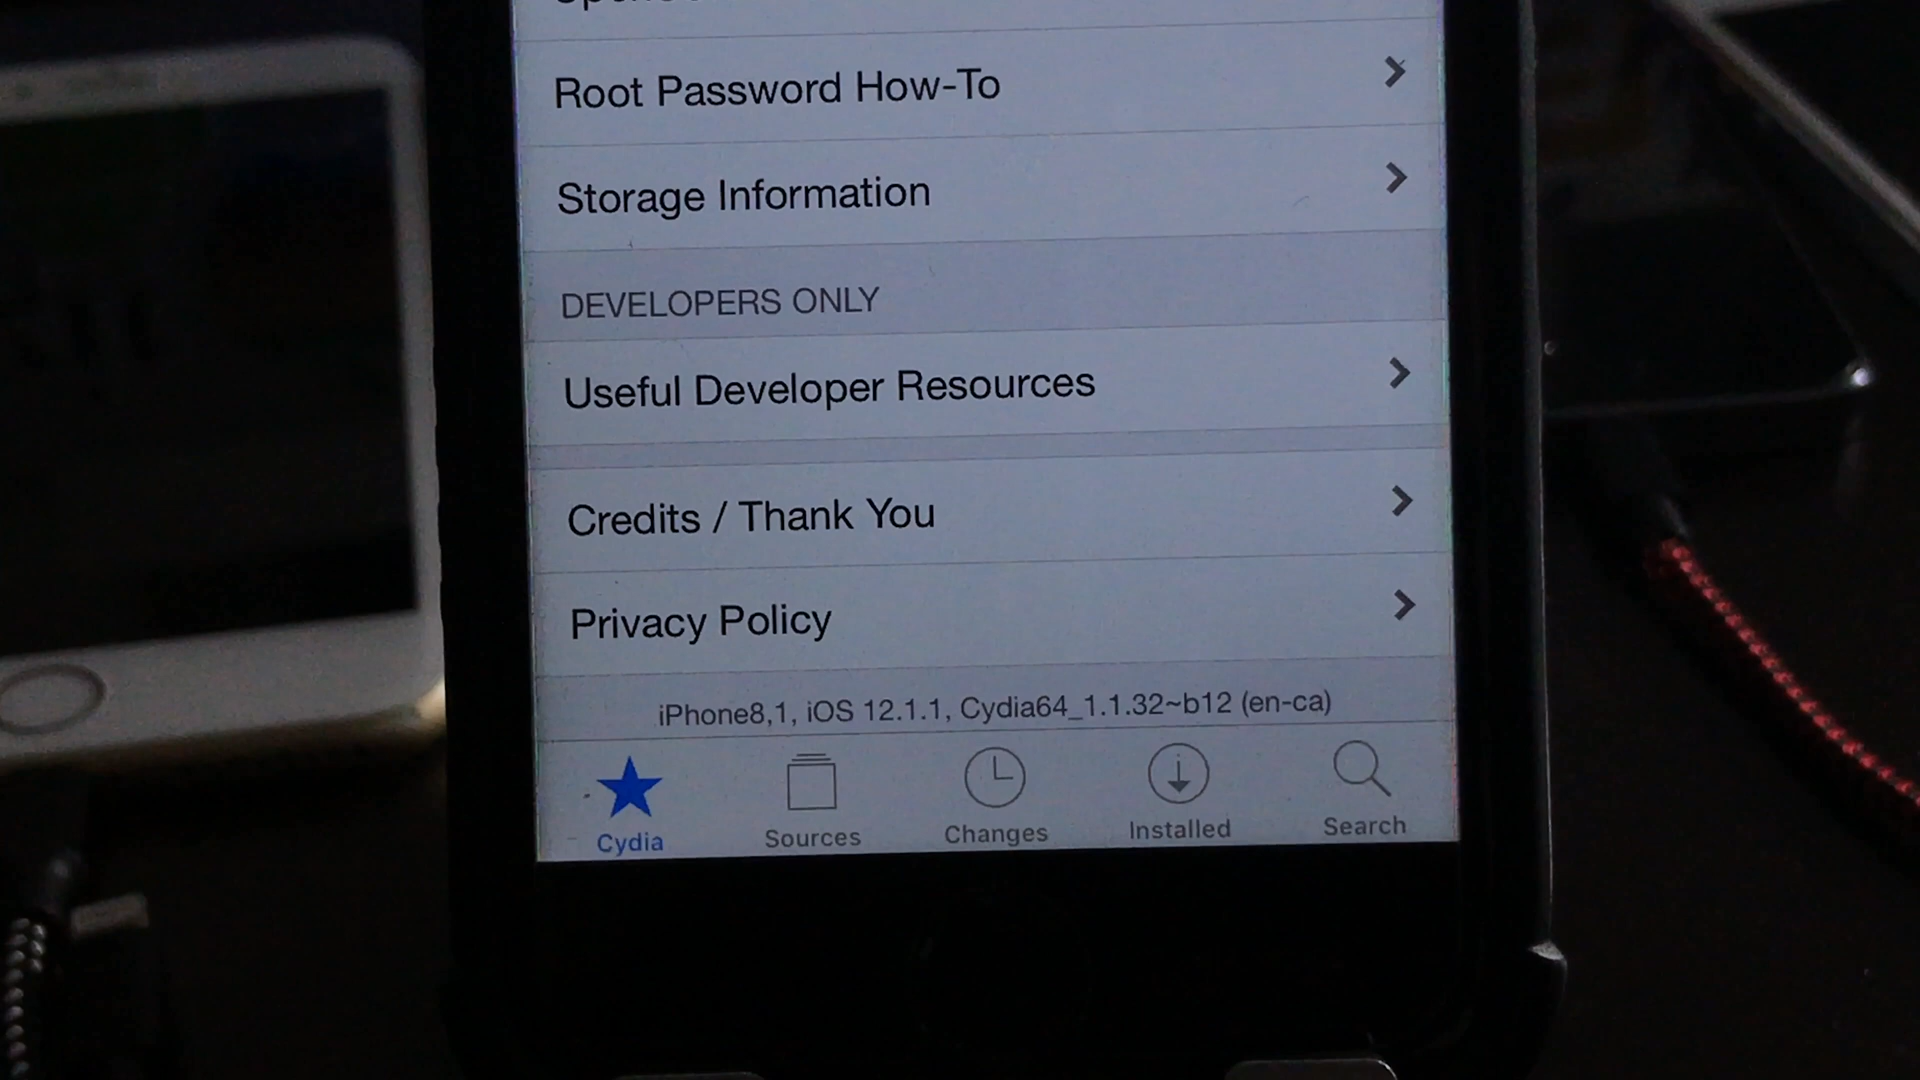 Root Password How-To
Storage Information
DEVELOPERS ONLY
Useful Developer Resources
Credits / Thank You
Privacy Policy
iPhone8,1, iOS 12.1.1, Cydia64_1.1.32~b12 (en-ca)
Cydia
Sources
Changes
Installed
Search